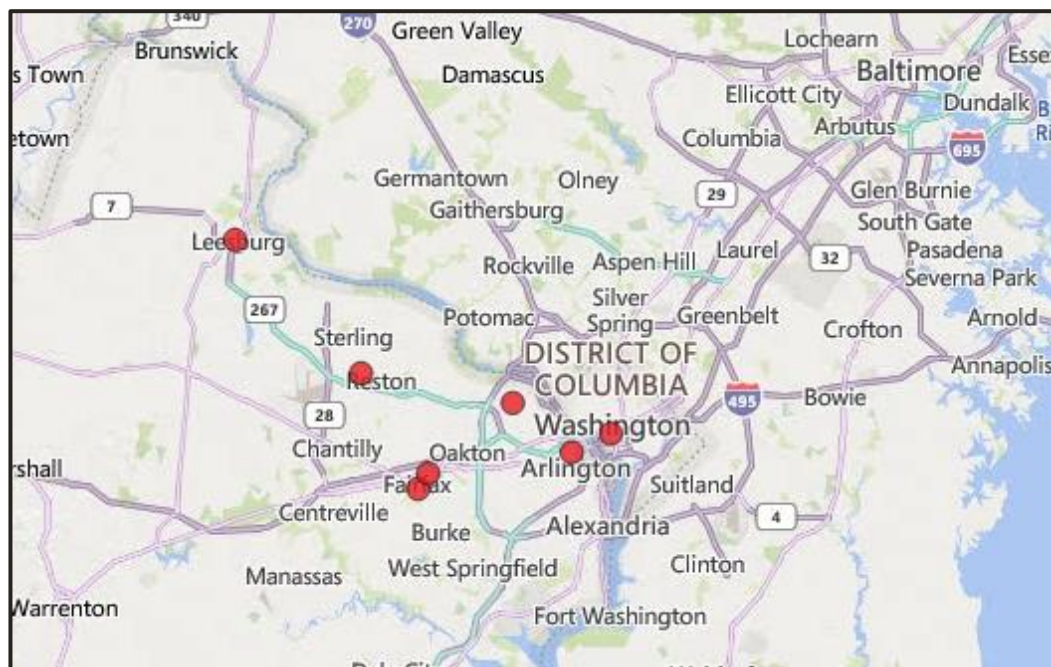 340
270
Green Valley
Lochearn
Brunswick
Essex
s Town
Damascus
Baltimore
Ellicott City
Dundalk
etown
Columbia
Arbutus
695
Germantown
Olney
29
Glen Burnie
7
Gaithersburg
South Gate
Leesburg
Laurel
Pasadena
Rockville
Aspen Hill
32
Severna Park
Silver
Spring
267
Potomac
Greenbelt
Arnold
Sterling
Crofton
DISTRICT OF
COLUMBIA
Annapolis
Reston
495
Bowie
28
Washington
Chantilly
Oakton
rshall
Arlington
Fairfax
Suitland
Centreville
4
Burke
Alexandria
West Springfield
Clinton
Manassas
Warrenton
Fort Washington